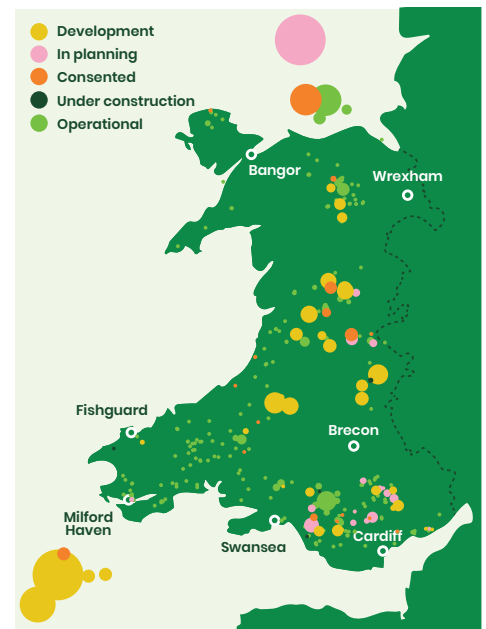 Development
In planning
Consented
Under construction
Operational
Bangor
Wrexham
Fishguard
Brecon
Milford
Haven
Swansea
Cardiff